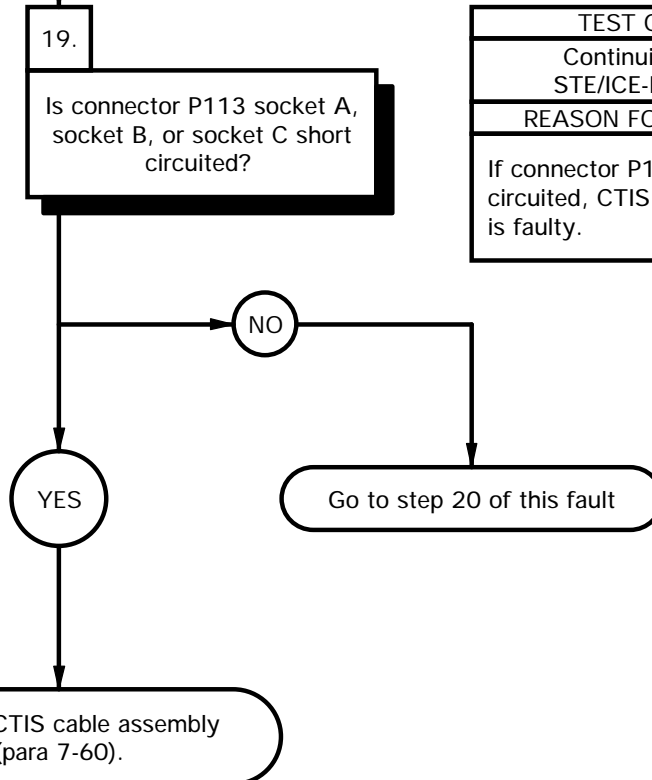 19.
Is connector P113 socket A,
socket B, or socket C short
circuited?
TEST
Continui
STE/ICE-
REASON FO
If connector P1
circuited, CTIS
is faulty.
NO
YES
Go to step 20 of this fault
CTIS cable assembly
(para 7-60).